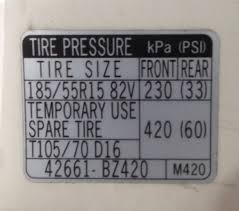 TIRE PRESSURE kPa (PSI)
TIRE SIZE FRONT REAR
185/55R15 82V 230 (33)
TEMPORARY USE
SPARE TIRE 420 (60)
T105/70 D16
42661-BZ420 M420